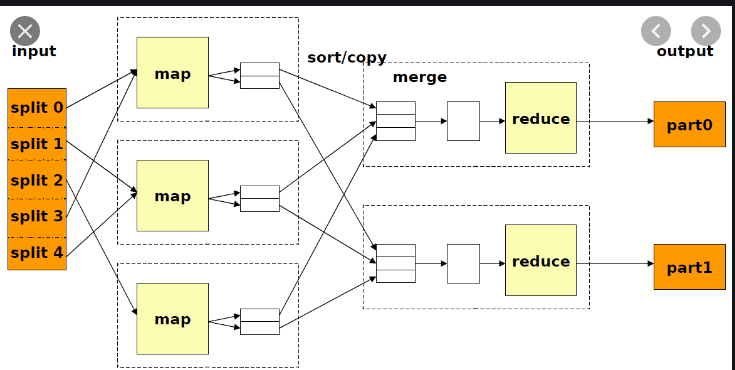 input
split 0
split 1
split 2
split 3
split 4
map
map
map
sort/copy
merge
reduce
reduce
output
part0
part1